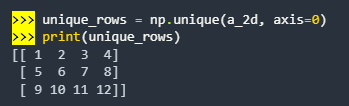 >>> unique_rows = np.unique(a_2d, axis=0)
>>> print(unique_rows)
[[ 1  2  3  4]
 [ 5  6  7  8]
 [ 9 10 11 12]]